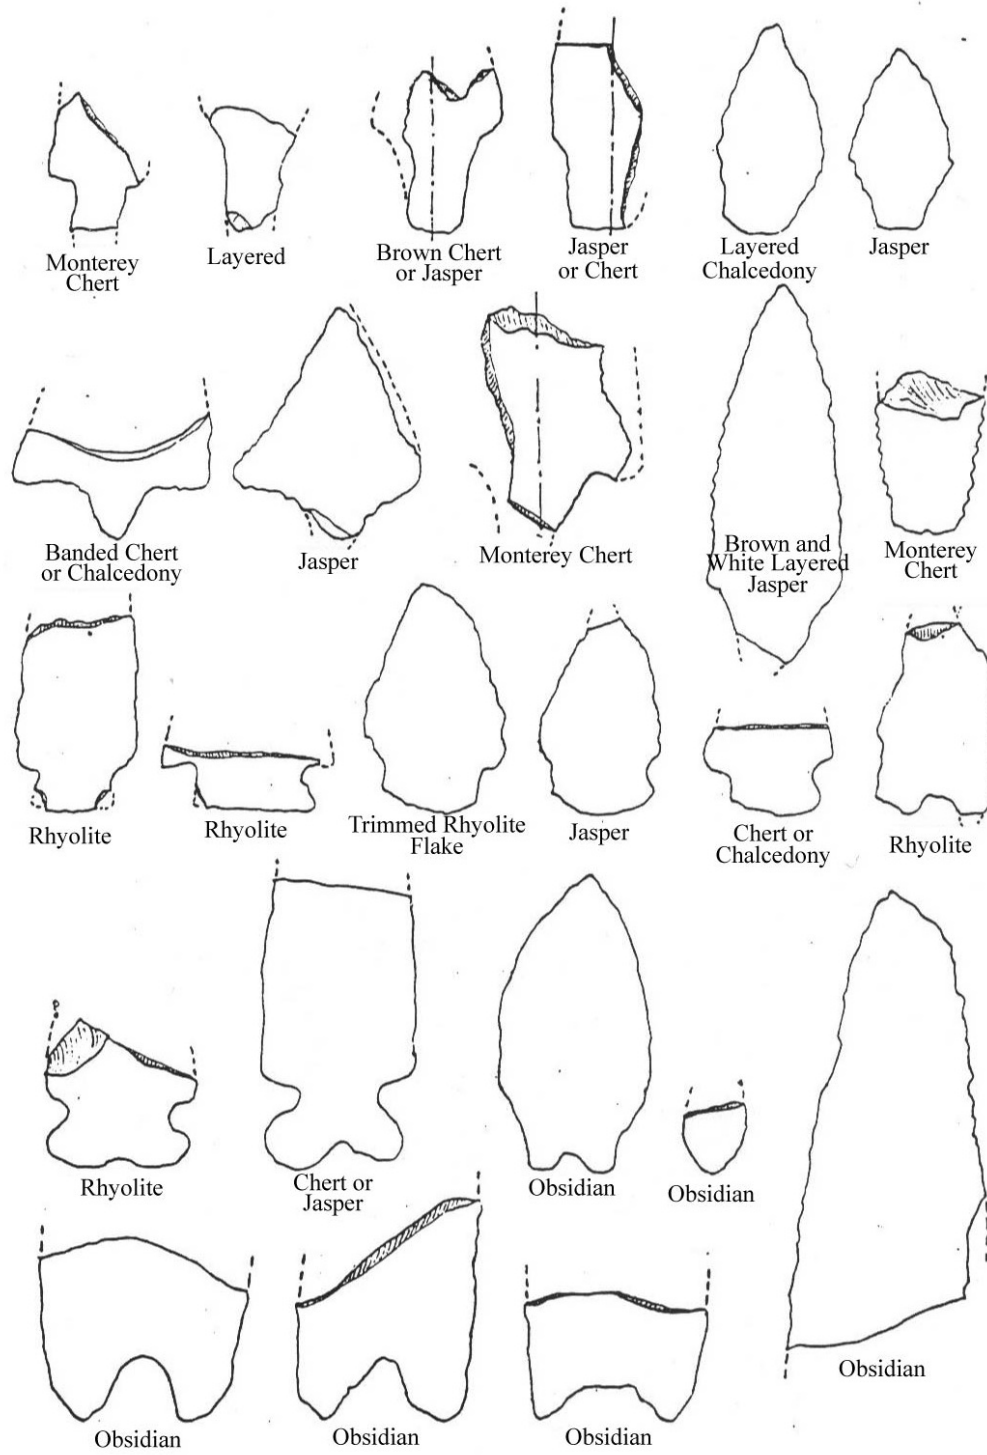 Monterey
Chert
Layered
Brown Chert
or Jasper
Jasper
or Chert
Layered
Chalcedony
Jasper
Banded Chert
or Chalcedony
Jasper
Monterey Chert
Brown and
White Layered
Jasper
Monterey
Chert
Rhyolite
Rhyolite
Trimmed Rhyolite
Flake
Jasper
Chert or
Chalcedony
Rhyolite
?
Rhyolite
Chert or
Jasper
Obsidian
Obsidian
Obsidian
Obsidian
Obsidian
Obsidian